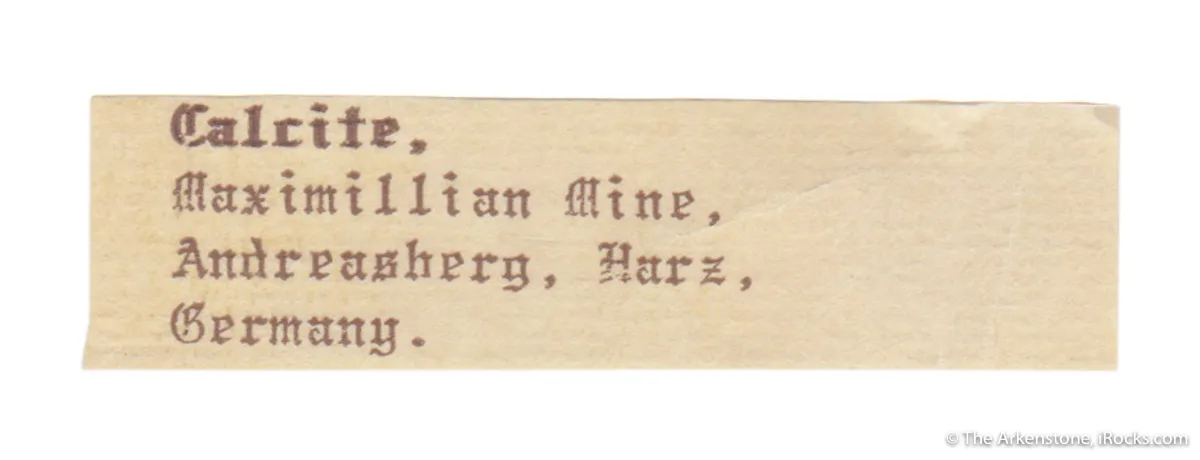 Calcite,
Maximillian Mine,
Andreasberg, Harz,
Germany.
© The Arkenstone, iRocks.com